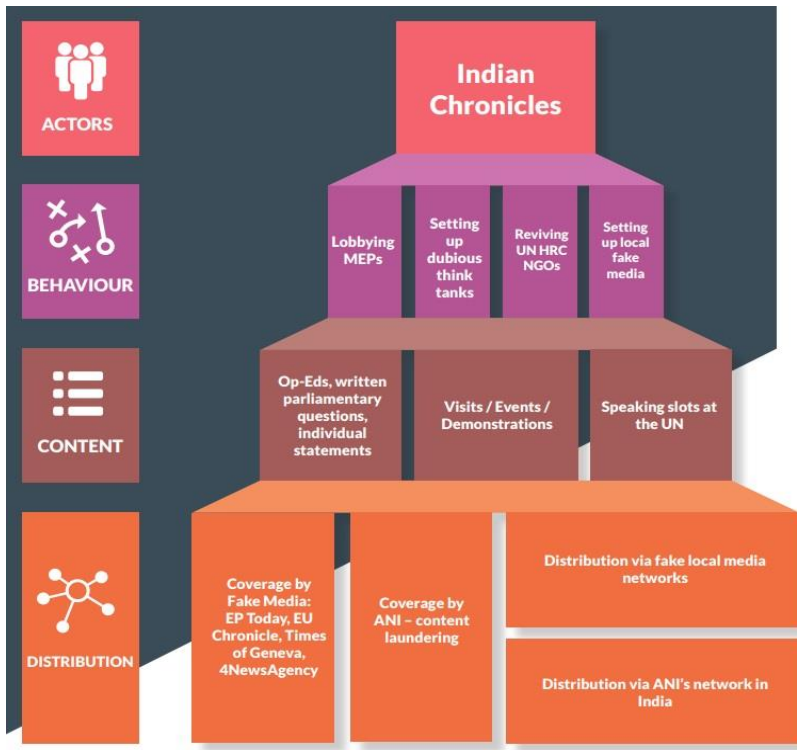 ACTORS
Indian
Chronicles
BEHAVIOUR
Lobbying
MEPs
Setting
up
dubious
think
tanks
Reviving
UN HRC
NGOs
Setting
up local
fake
media
CONTENT
Op-Eds, written
parliamentary
questions,
individual
statements
Visits / Events /
Demonstrations
Speaking slots at
the UN
DISTRIBUTION
Coverage by
Fake Media:
EP Today, EU
Chronicle, Times
of Geneva,
4NewsAgency
Coverage by
ANI – content
laundering
Distribution via fake local media
networks
Distribution via ANI's network in
India